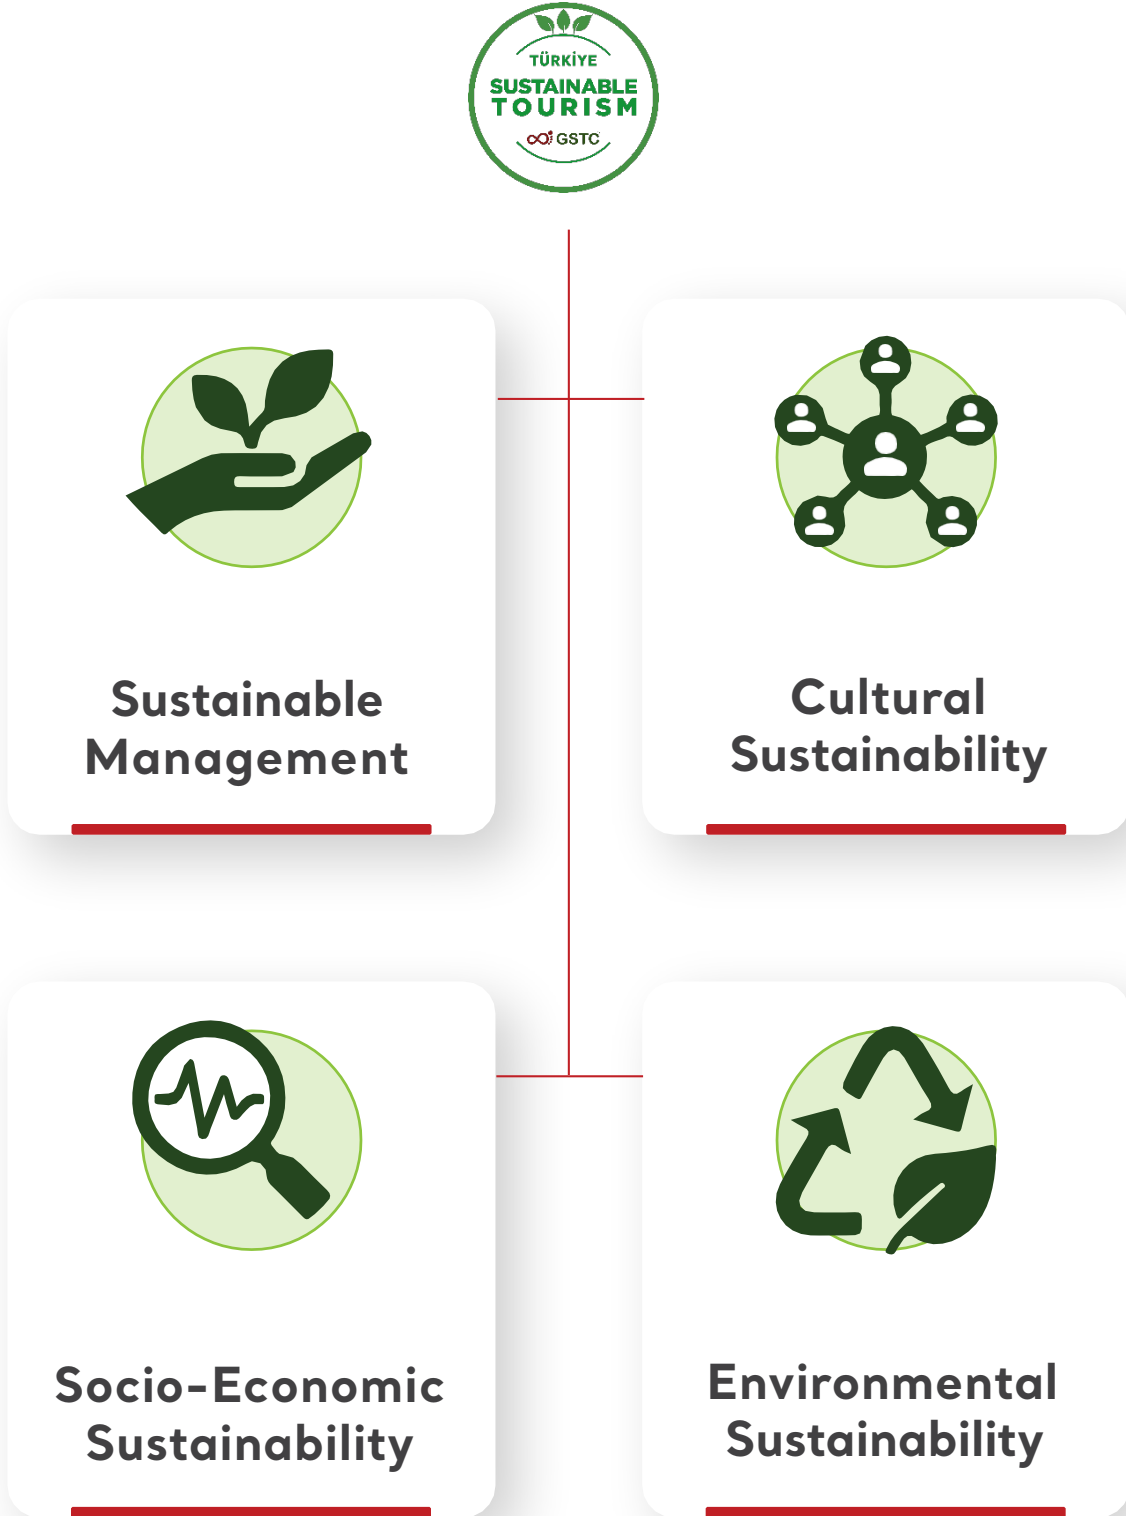 TÜRKİYE
SUSTAINABLE
TOURISM
GSTC
Sustainable
Management
Cultural
Sustainability
Socio-Economic
Sustainability
Environmental
Sustainability